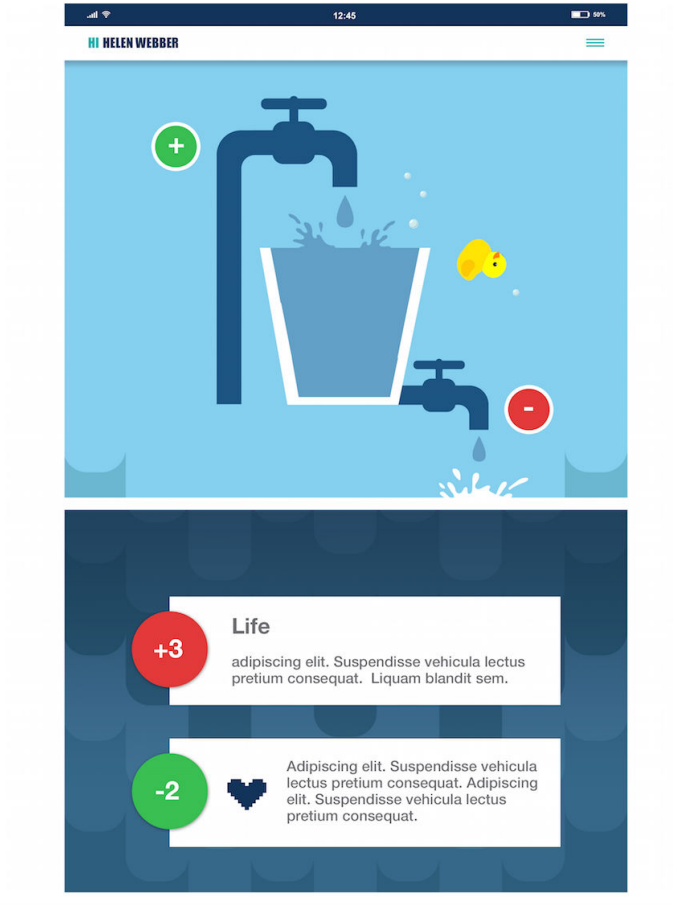 12:45
50%
HI HELEN WEBBER
+
-
+3
Life
adipiscing elit. Suspendisse vehicula lectus
pretium consequat.  Liquam blandit sem.
-2
Adipiscing elit. Suspendisse vehicula
lectus pretium consequat. Adipiscing
elit. Suspendisse vehicula lectus
pretium consequat.